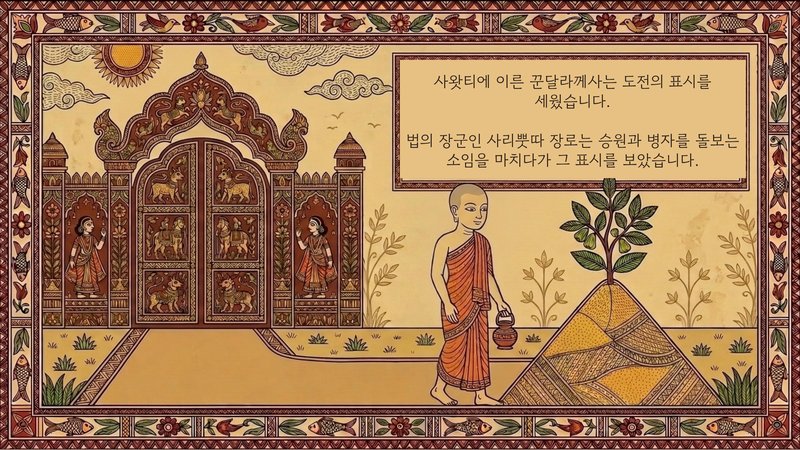 사왓티에 이른 꾼달라께사는 도전의 표시를
세웠습니다.
법의 장군인 사리뿟따 장로는 승원과 병자를 돌보는
소임을 마치다가 그 표시를 보았습니다.